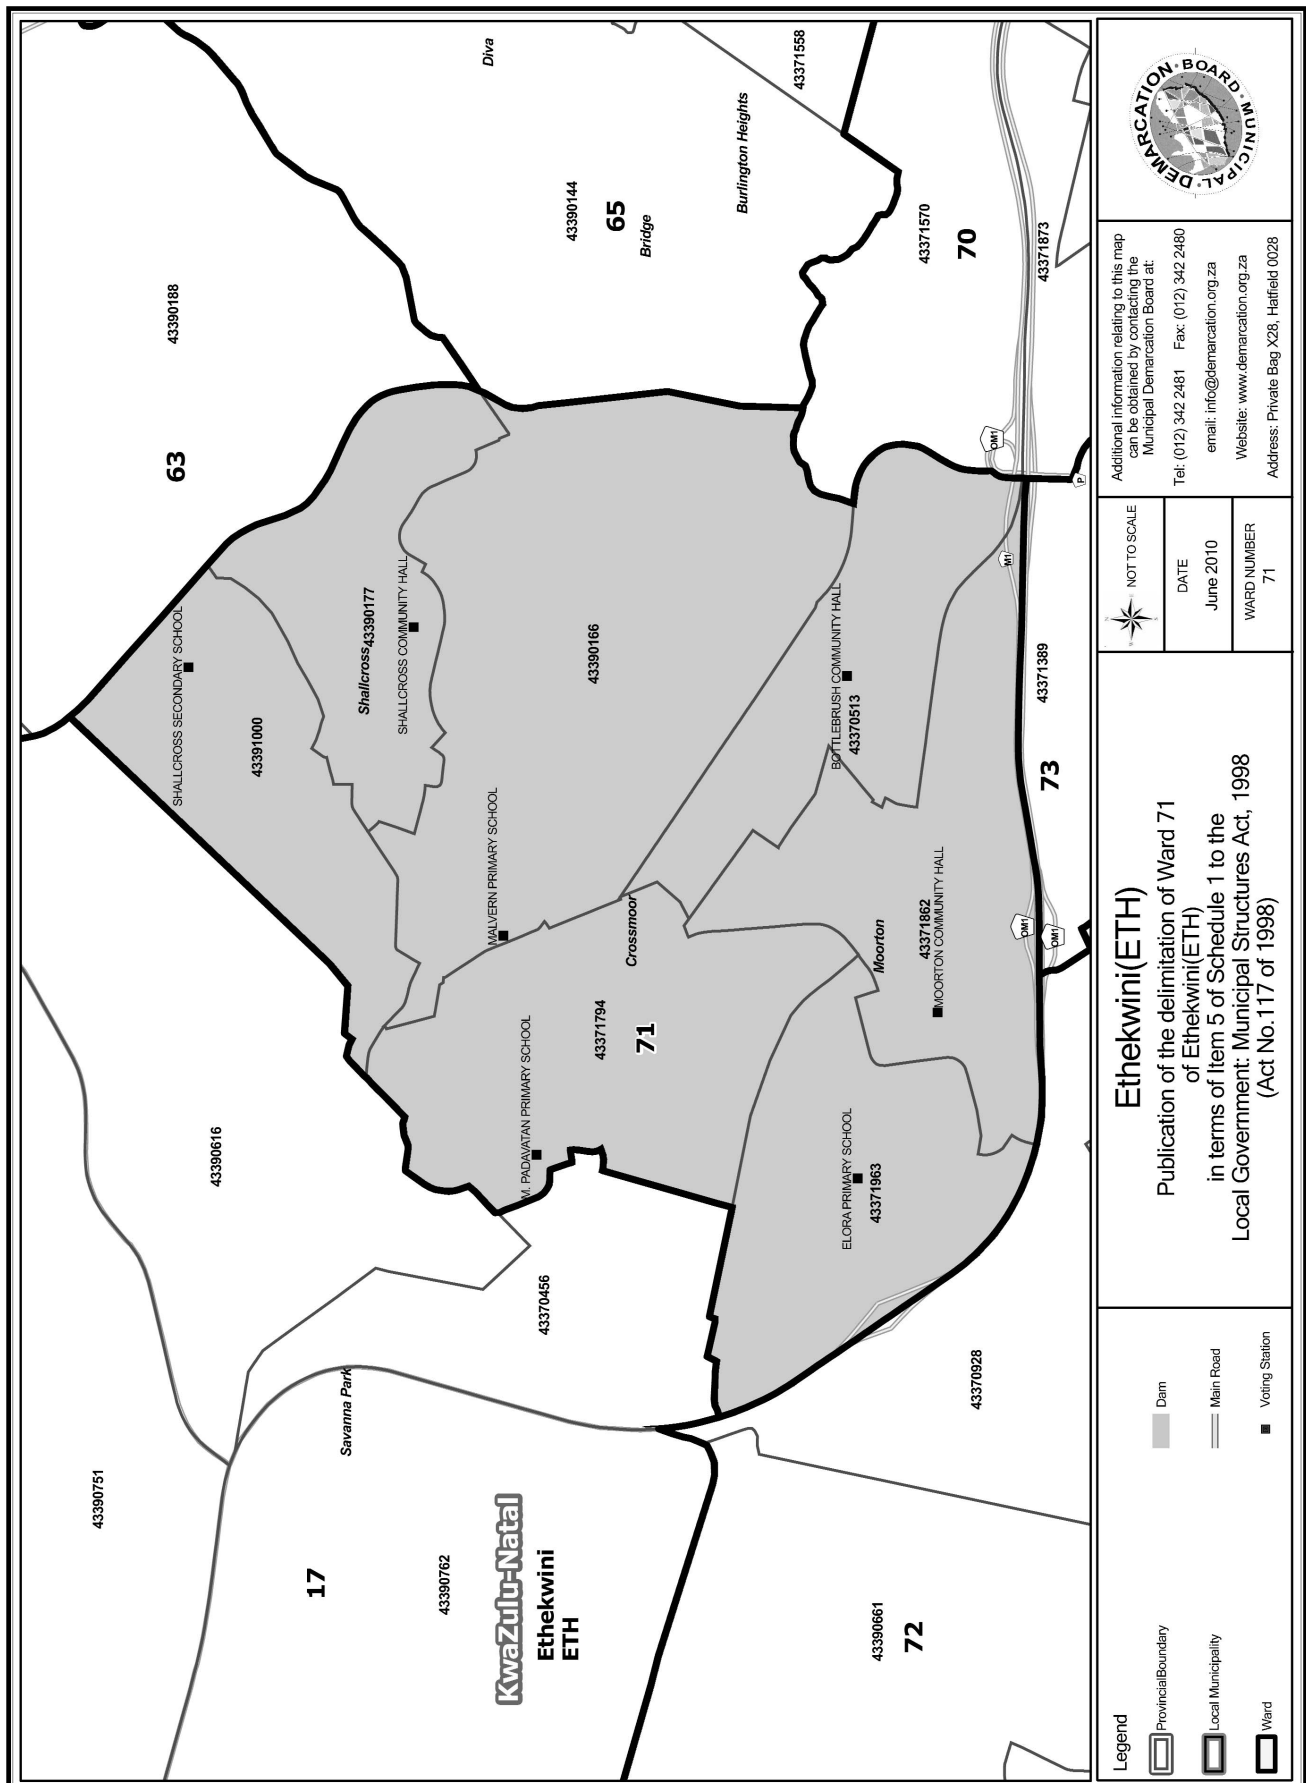 43390751
17
Savanna Park
43390762
KwaZulu-Natal
Ethekwini
ETH
43390661
72
43390616
43370456
43370928
63
43390188
SHALLCROSS SECONDARY SCHOOL
43391000
Shallcross
43390177
SHALLCROSS COMMUNITY HALL
MALVERN PRIMARY SCHOOL
43390166
M. PADAVATAN PRIMARY SCHOOL
43371794
71
Crossmoor
BOTTLEBRUSH COMMUNITY HALL
43370513
Moorton
43371862
MOORTON COMMUNITY HALL
ELORA PRIMARY SCHOOL
43371963
OM1
OM1
73
43371389
M1
OM1
P
Diva
43390144
65
Bridge
Burlington Heights
43371558
43371570
70
43371873
Legend
ProvincialBoundary
Local Municipality
Ward
Dam
Main Road
Voting Station
Ethekwini(ETH)
Publication of the delimitation of Ward 71
of Ethekwini(ETH)
in terms of Item 5 of Schedule 1 to the
Local Government: Municipal Structures Act, 1998
(Act No.117 of 1998)
N
S
NOT TO SCALE
DATE
June 2010
WARD NUMBER
71
Additional information relating to this map
can be obtained by contacting the
Municipal Demarcation Board at:
Tel: (012) 342 2481 Fax: (012) 342 2480
email: info@demarcation.org.za
Website: www.demarcation.org.za
Address: Private Bag X28, Hatfield 0028
MUNICIPAL · DEMARCATION · BOARD ·